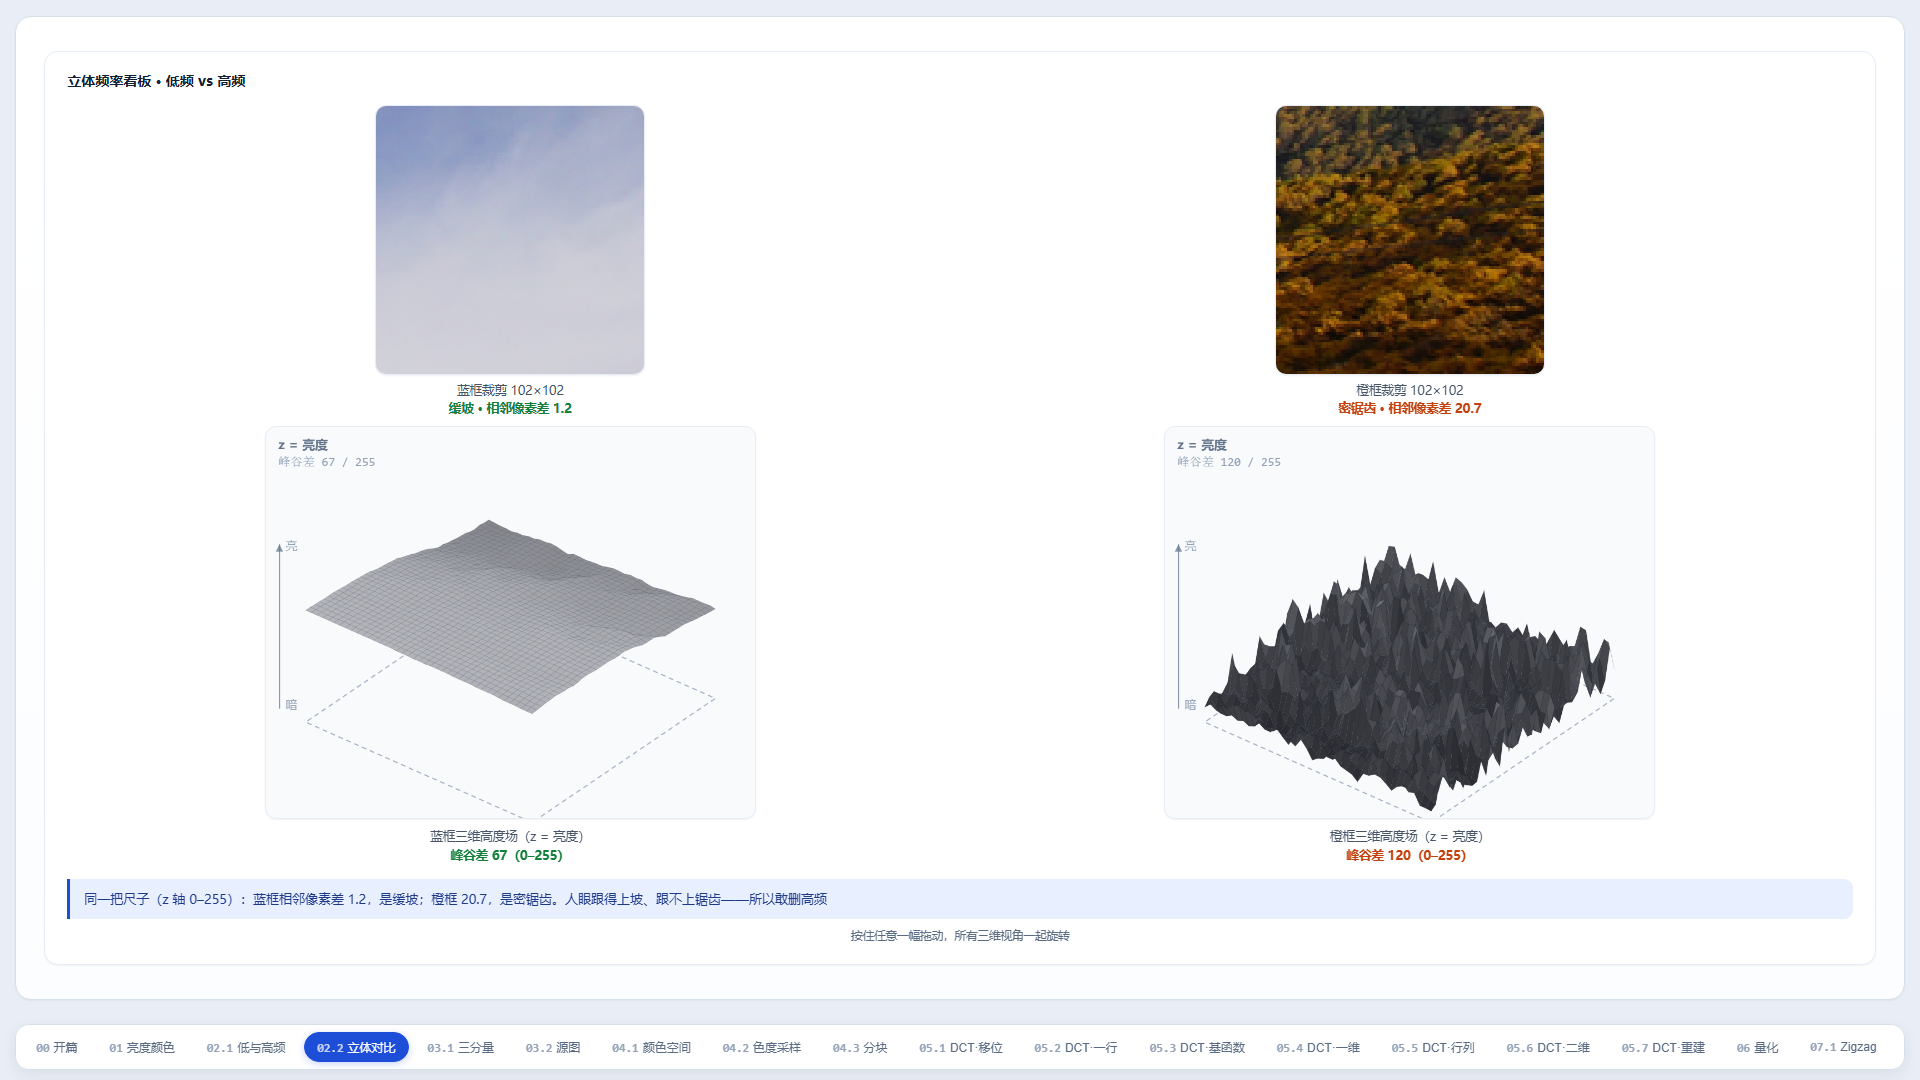 立体频率看板 • 低频 vs 高频
蓝框裁剪 102×102
缓坡 • 相邻像素差 1.2
橙框裁剪 102×102
密锯齿 • 相邻像素差 20.7
z = 亮度
峰谷差 67 / 255
亮
暗
z = 亮度
峰谷差 120 / 255
亮
暗
蓝框三维高度场（z = 亮度）
峰谷差 67（0–255）
橙框三维高度场（z = 亮度）
峰谷差 120（0–255）
同一把尺子（z 轴 0–255）：蓝框相邻像素差 1.2，是缓坡；橙框 20.7，是密锯齿。人眼跟得上坡、跟不上锯齿——所以敢删高频
按住任意一幅拖动，所有三维视角一起旋转
00 开篇
01 亮度颜色
02.1 低与高频
02.2 立体对比
03.1 三分量
03.2 源图
04.1 颜色空间
04.2 色度采样
04.3 分块
05.1 DCT·移位
05.2 DCT·一行
05.3 DCT·基函数
05.4 DCT·一维
05.5 DCT·行列
05.6 DCT·二维
05.7 DCT·重建
06 量化
07.1 Zigzag